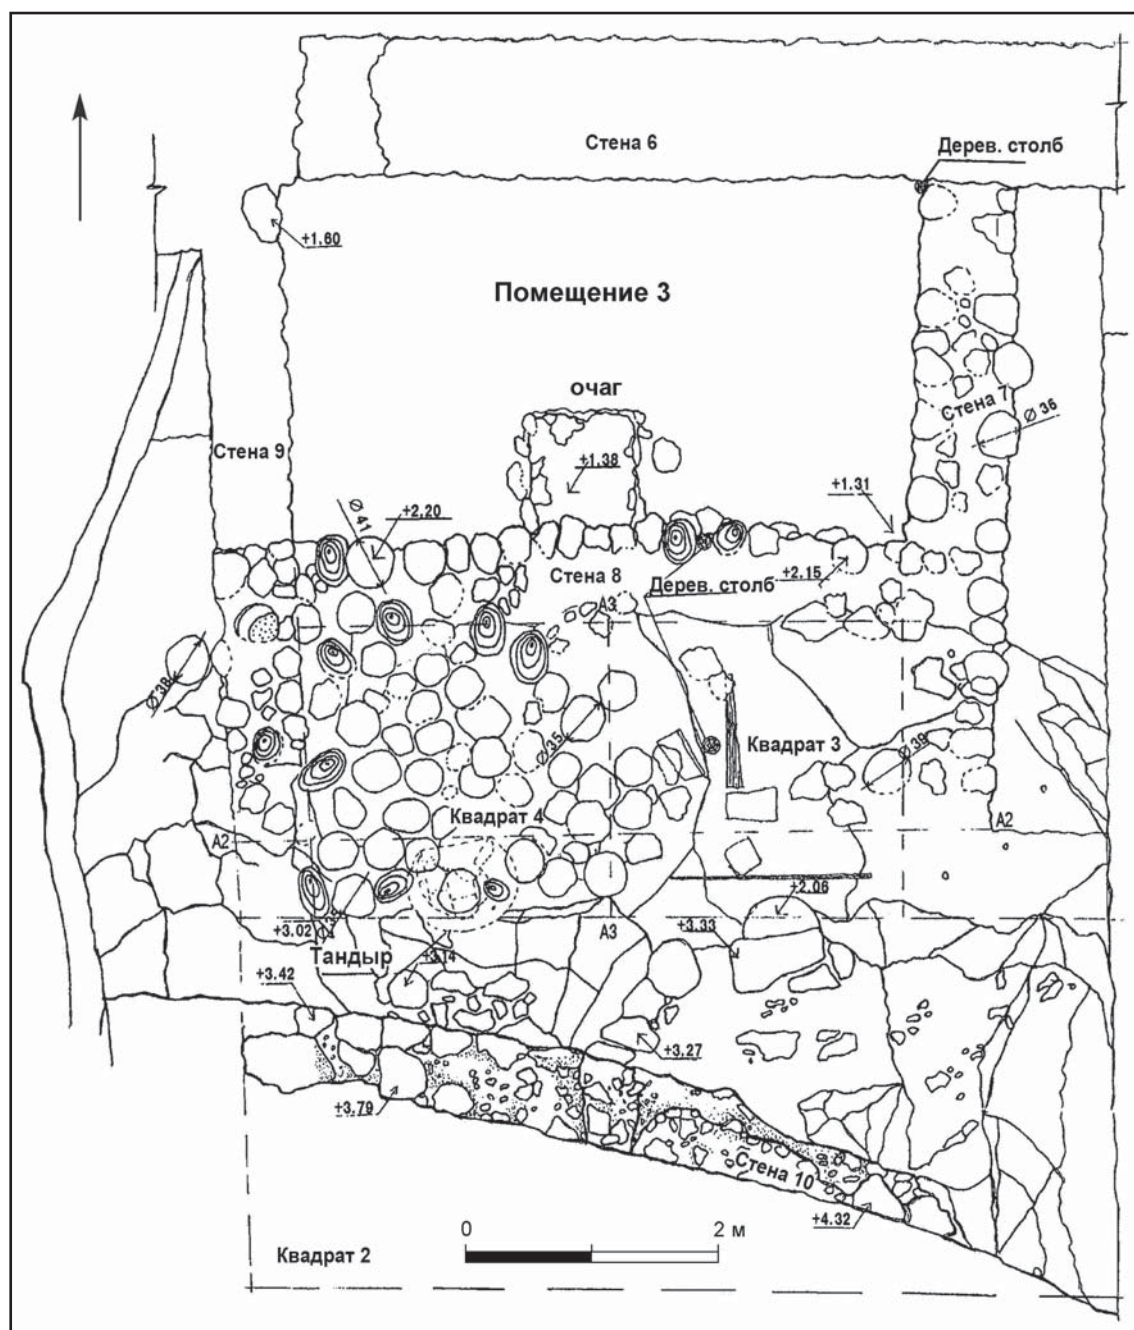 Стена 6
Дерев. столб
+1.60
Помещение 3
очаг
Стена 7
Ø 36
Стена 9
+1.38
+1.31
Ø 41
+2.20
Стена 8
+2.15
Дерев. столб
A3
Ø 38
Ø 35
Квадрат 3
Ø 39
Квадрат 4
A2
A2
+2.06
+3.02
+3.33
A3
Тандыр
+3.14
+3.42
+3.27
+3.79
Стена 10
+4.32
0
2 м
Квадрат 2